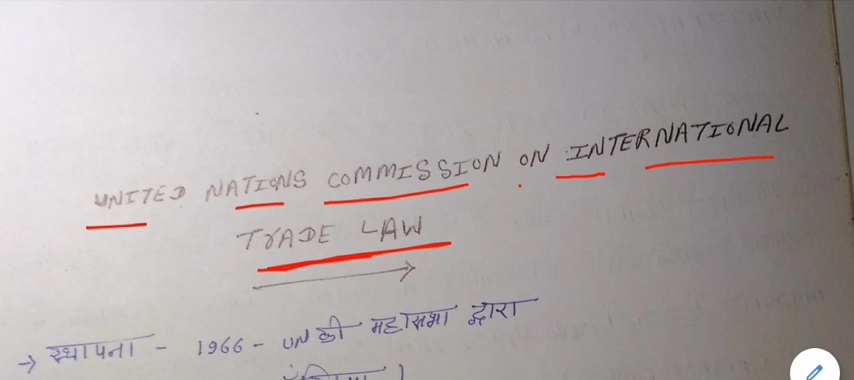 UNITED NATIONS COMMISSION ON INTERNATIONAL
TRADE LAW
→ स्थापना - 1966 - UN की महासभा द्वारा